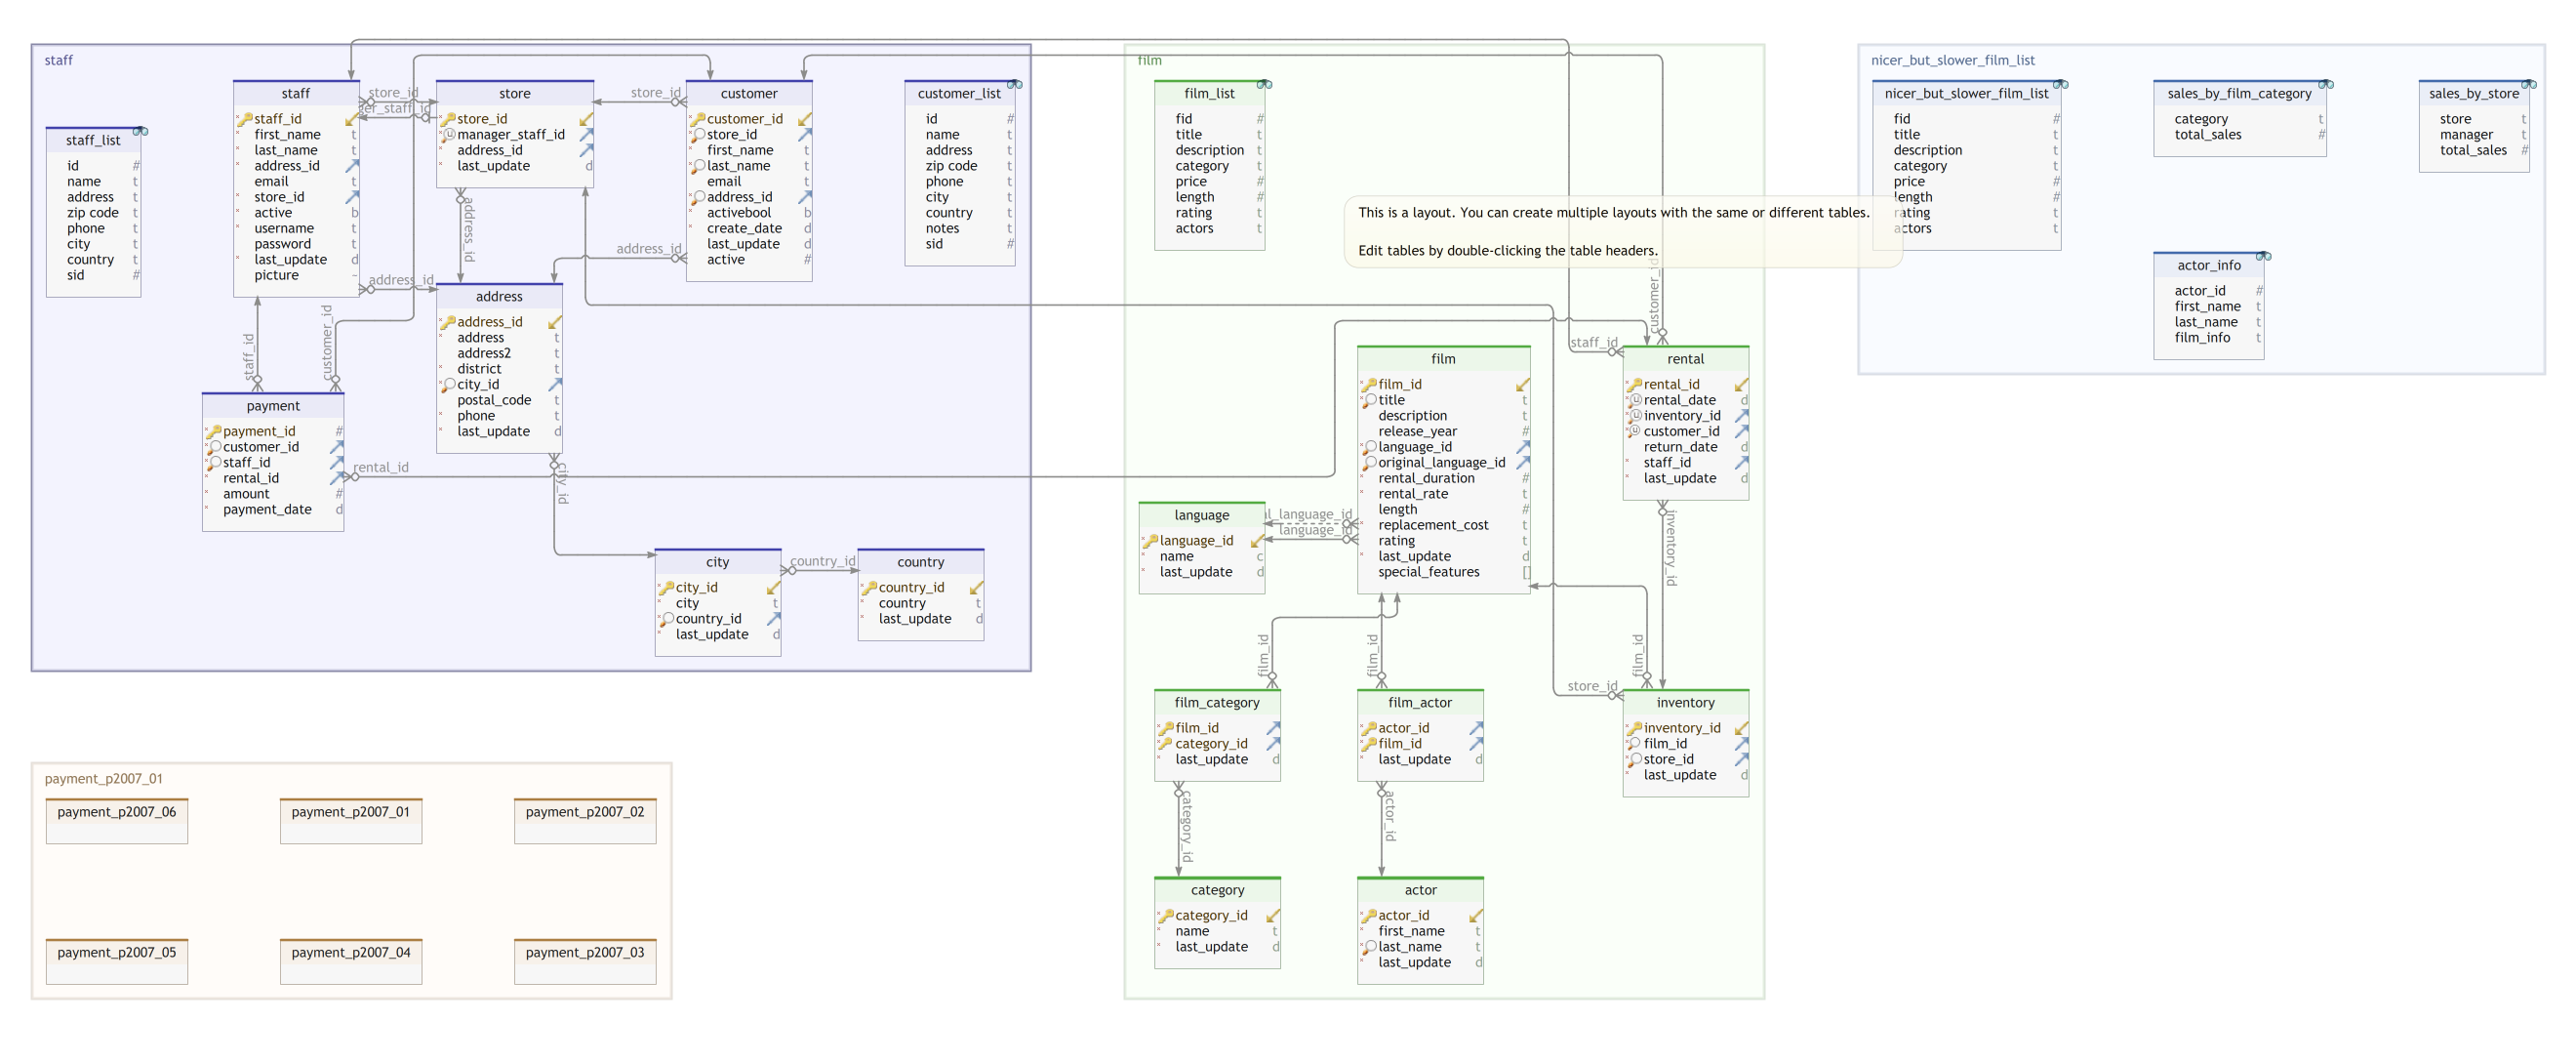 staff
staff
staff_id
first_name t
last_name t
address_id
email t
store_id
active b
username t
password t
last_update d
picture ~
staff_list
id #
name t
address t
zip code t
phone t
city t
country t
sid #
store
store_id
manager_staff_id
address_id
last_update d
customer
customer_id
store_id
first_name t
last_name t
email t
address_id
activebool b
create_date d
last_update d
active #
customer_list
id #
name t
address t
zip code t
phone t
city t
country t
notes t
sid #
store_id
er_staff_id
store_id
address_id
address_id
address_id
address
address_id
address t
address2 t
district t
city_id
postal_code t
phone t
last_update d
staff_id
customer_id
payment
payment_id #
customer_id
staff_id
rental_id
amount #
payment_date d
rental_id
city_id
city
city_id
city t
country_id
last_update d
country_id
country
country_id
country t
last_update d
payment_p2007_01
payment_p2007_06
payment_p2007_01
payment_p2007_02
payment_p2007_05
payment_p2007_04
payment_p2007_03
film
film_list
fid #
title t
description t
category t
price #
length #
rating t
actors t
This is a layout. You can create multiple layouts with the same or different tables.
Edit tables by double-clicking the table headers.
customer_id
staff_id
film
film_id
title t
description t
release_year #
language_id
original_language_id
rental_duration #
rental_rate t
length #
replacement_cost t
rating t
last_update d
special_features []
rental
rental_id
rental_date d
inventory_id
customer_id
return_date d
staff_id
last_update d
language
language_id
name c
last_update d
l_language_id
language_id
inventory_id
film_id
film_id
film_id
store_id
film_category
film_id
category_id
last_update d
film_actor
actor_id
film_id
last_update d
inventory
inventory_id
film_id
store_id
last_update d
category_id
actor_id
category
category_id
name t
last_update d
actor
actor_id
first_name t
last_name t
last_update d
nicer_but_slower_film_list
nicer_but_slower_film_list
fid #
title t
description t
category t
price #
length #
rating t
actors t
sales_by_film_category
category t
total_sales #
sales_by_store
store t
manager t
total_sales #
actor_info
actor_id #
first_name t
last_name t
film_info t